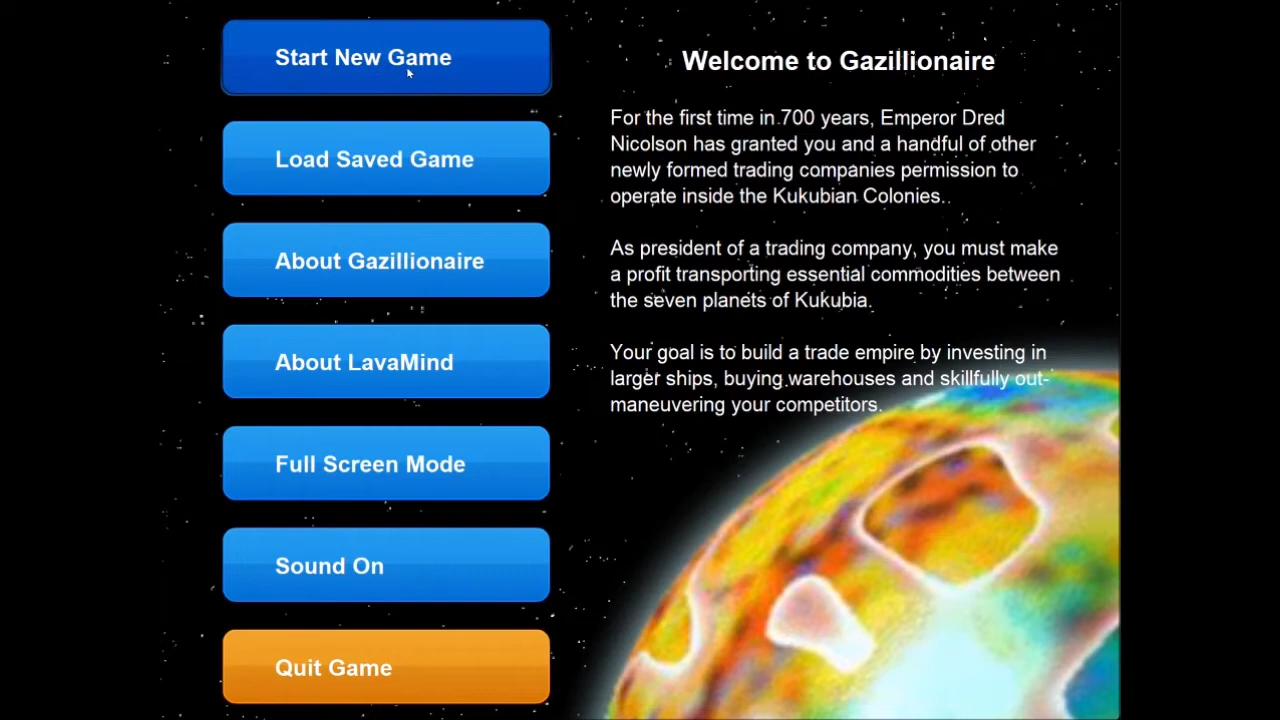 Start New Game
Load Saved Game
About Gazillionaire
About LavaMind
Full Screen Mode
Sound On
Quit Game
Welcome to Gazillionaire
For the first time in 700 years, Emperor Dred
Nicolson has granted you and a handful of other
newly formed trading companies permission to
operate inside the Kukubian Colonies.
As president of a trading company, you must make
a profit transporting essential commodities between
the seven planets of Kukubia.
Your goal is to build a trade empire by investing in
larger ships, buying warehouses and skillfully out-
maneuvering your competitors.